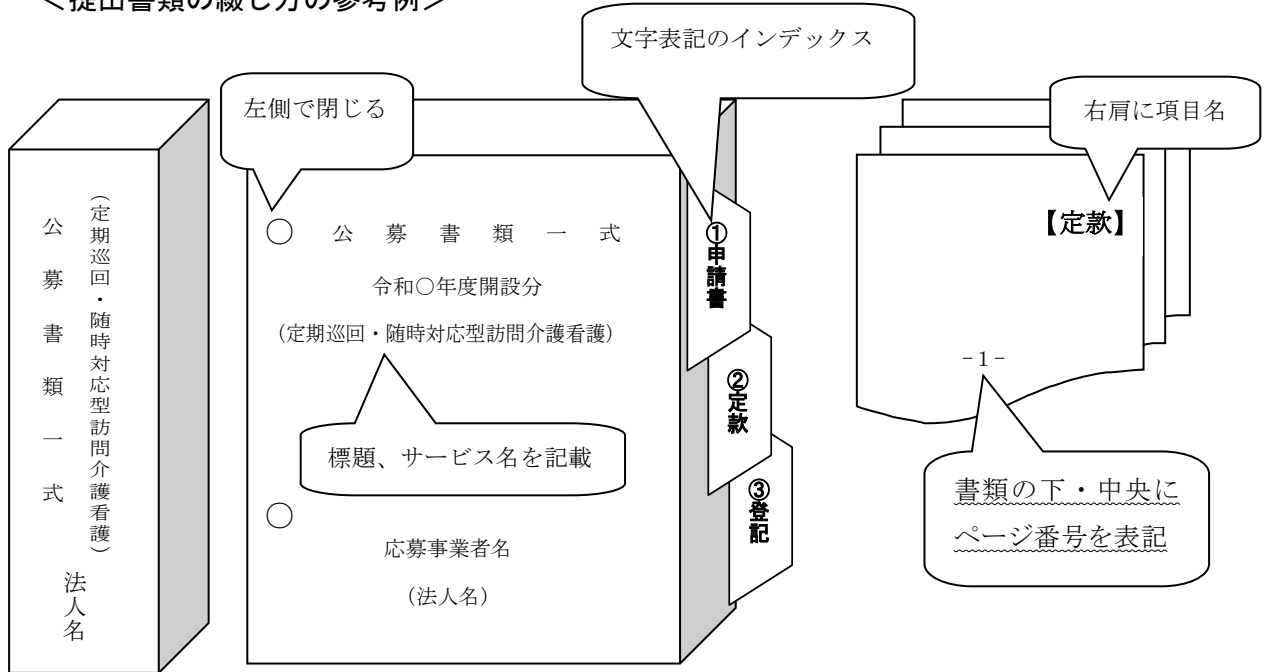 ＜提出書類の綴じ方の参考例＞
文字表記のインデックス
左側で閉じる
右肩に項目名
公募書類一式
（定期巡回・随時対応型訪問介護看護）
法人名
○ 公募書類一式
令和○年度開設分
（定期巡回・随時対応型訪問介護看護）
標題、サービス名を記載
○
応募事業者名
（法人名）
①申請書
②定款
③登記
【定款】
-1-
書類の下・中央に
ページ番号を表記